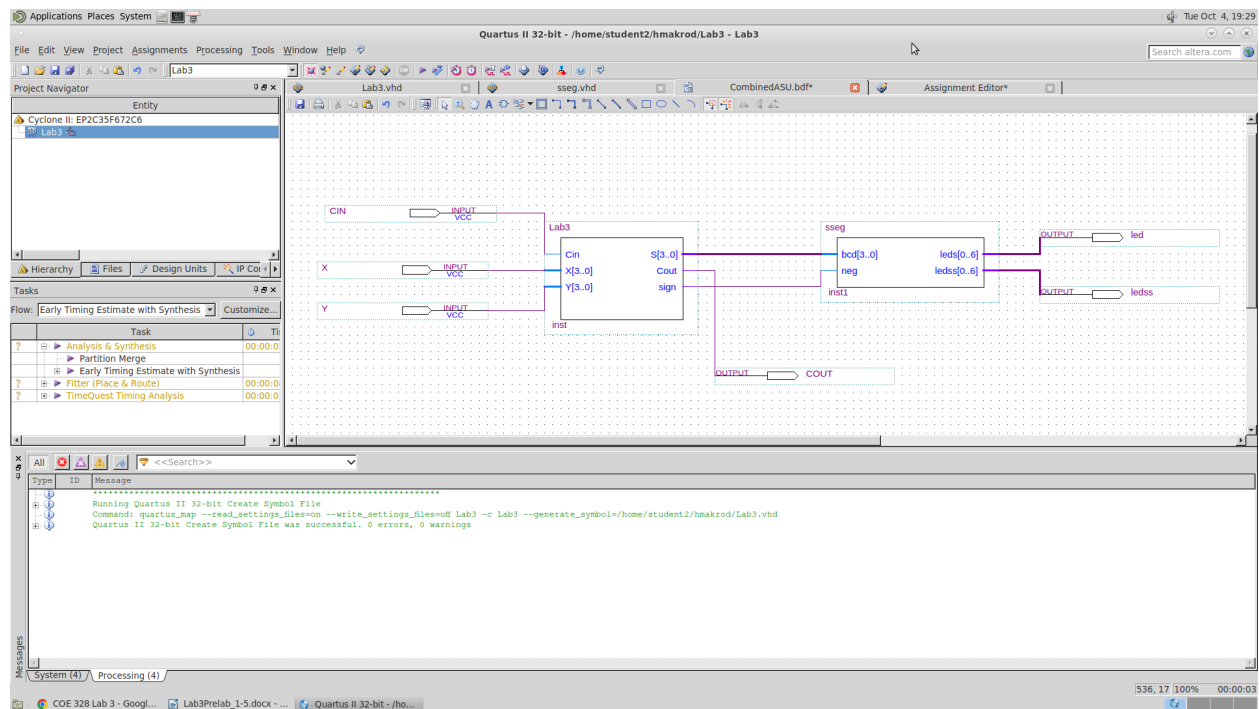 Applications Places System
Tue Oct 4, 19:29
Quartus II 32-bit - /home/student2/hmakrod/Lab3 - Lab3
File Edit View Project Assignments Processing Tools Window Help
Search altera.com
Lab3
Project Navigator
Lab3.vhd
sseg.vhd
CombinedASU.bdf*
Assignment Editor*
Entity
Cyclone II: EP2C35F672C6
Lab3
Hierarchy Files Design Units IP Co
Tasks
Flow: Early Timing Estimate with Synthesis Customize...
Task Ti
? Analysis & Synthesis 00:00:0
Partition Merge
Early Timing Estimate with Synthesis
? Fitter (Place & Route) 00:00:0
? TimeQuest Timing Analysis 00:00:0
CIN INPUT
VCC
X INPUT
VCC
Y INPUT
VCC
Lab3
Cin S[3..0]
X[3..0] Cout
Y[3..0] sign
inst
sseg
bcd[3..0] leds[0..6]
neg ledss[0..6]
inst1
OUTPUT led
OUTPUT ledss
OUTPUT COUT
All <<Search>>
Type ID Message
*******************************************************************
Running Quartus II 32-bit Create Symbol File
Command: quartus_map --read_settings_files=on --write_settings_files=off Lab3 -c Lab3 --generate_symbol=/home/student2/hmakrod/Lab3.vhd
Quartus II 32-bit Create Symbol File was successful. 0 errors, 0 warnings
Messages
System (4) Processing (4)
536, 17 100% 00:00:03
COE 328 Lab 3 - Googl... Lab3Prelab_1-5.docx - ... Quartus II 32-bit - /ho...